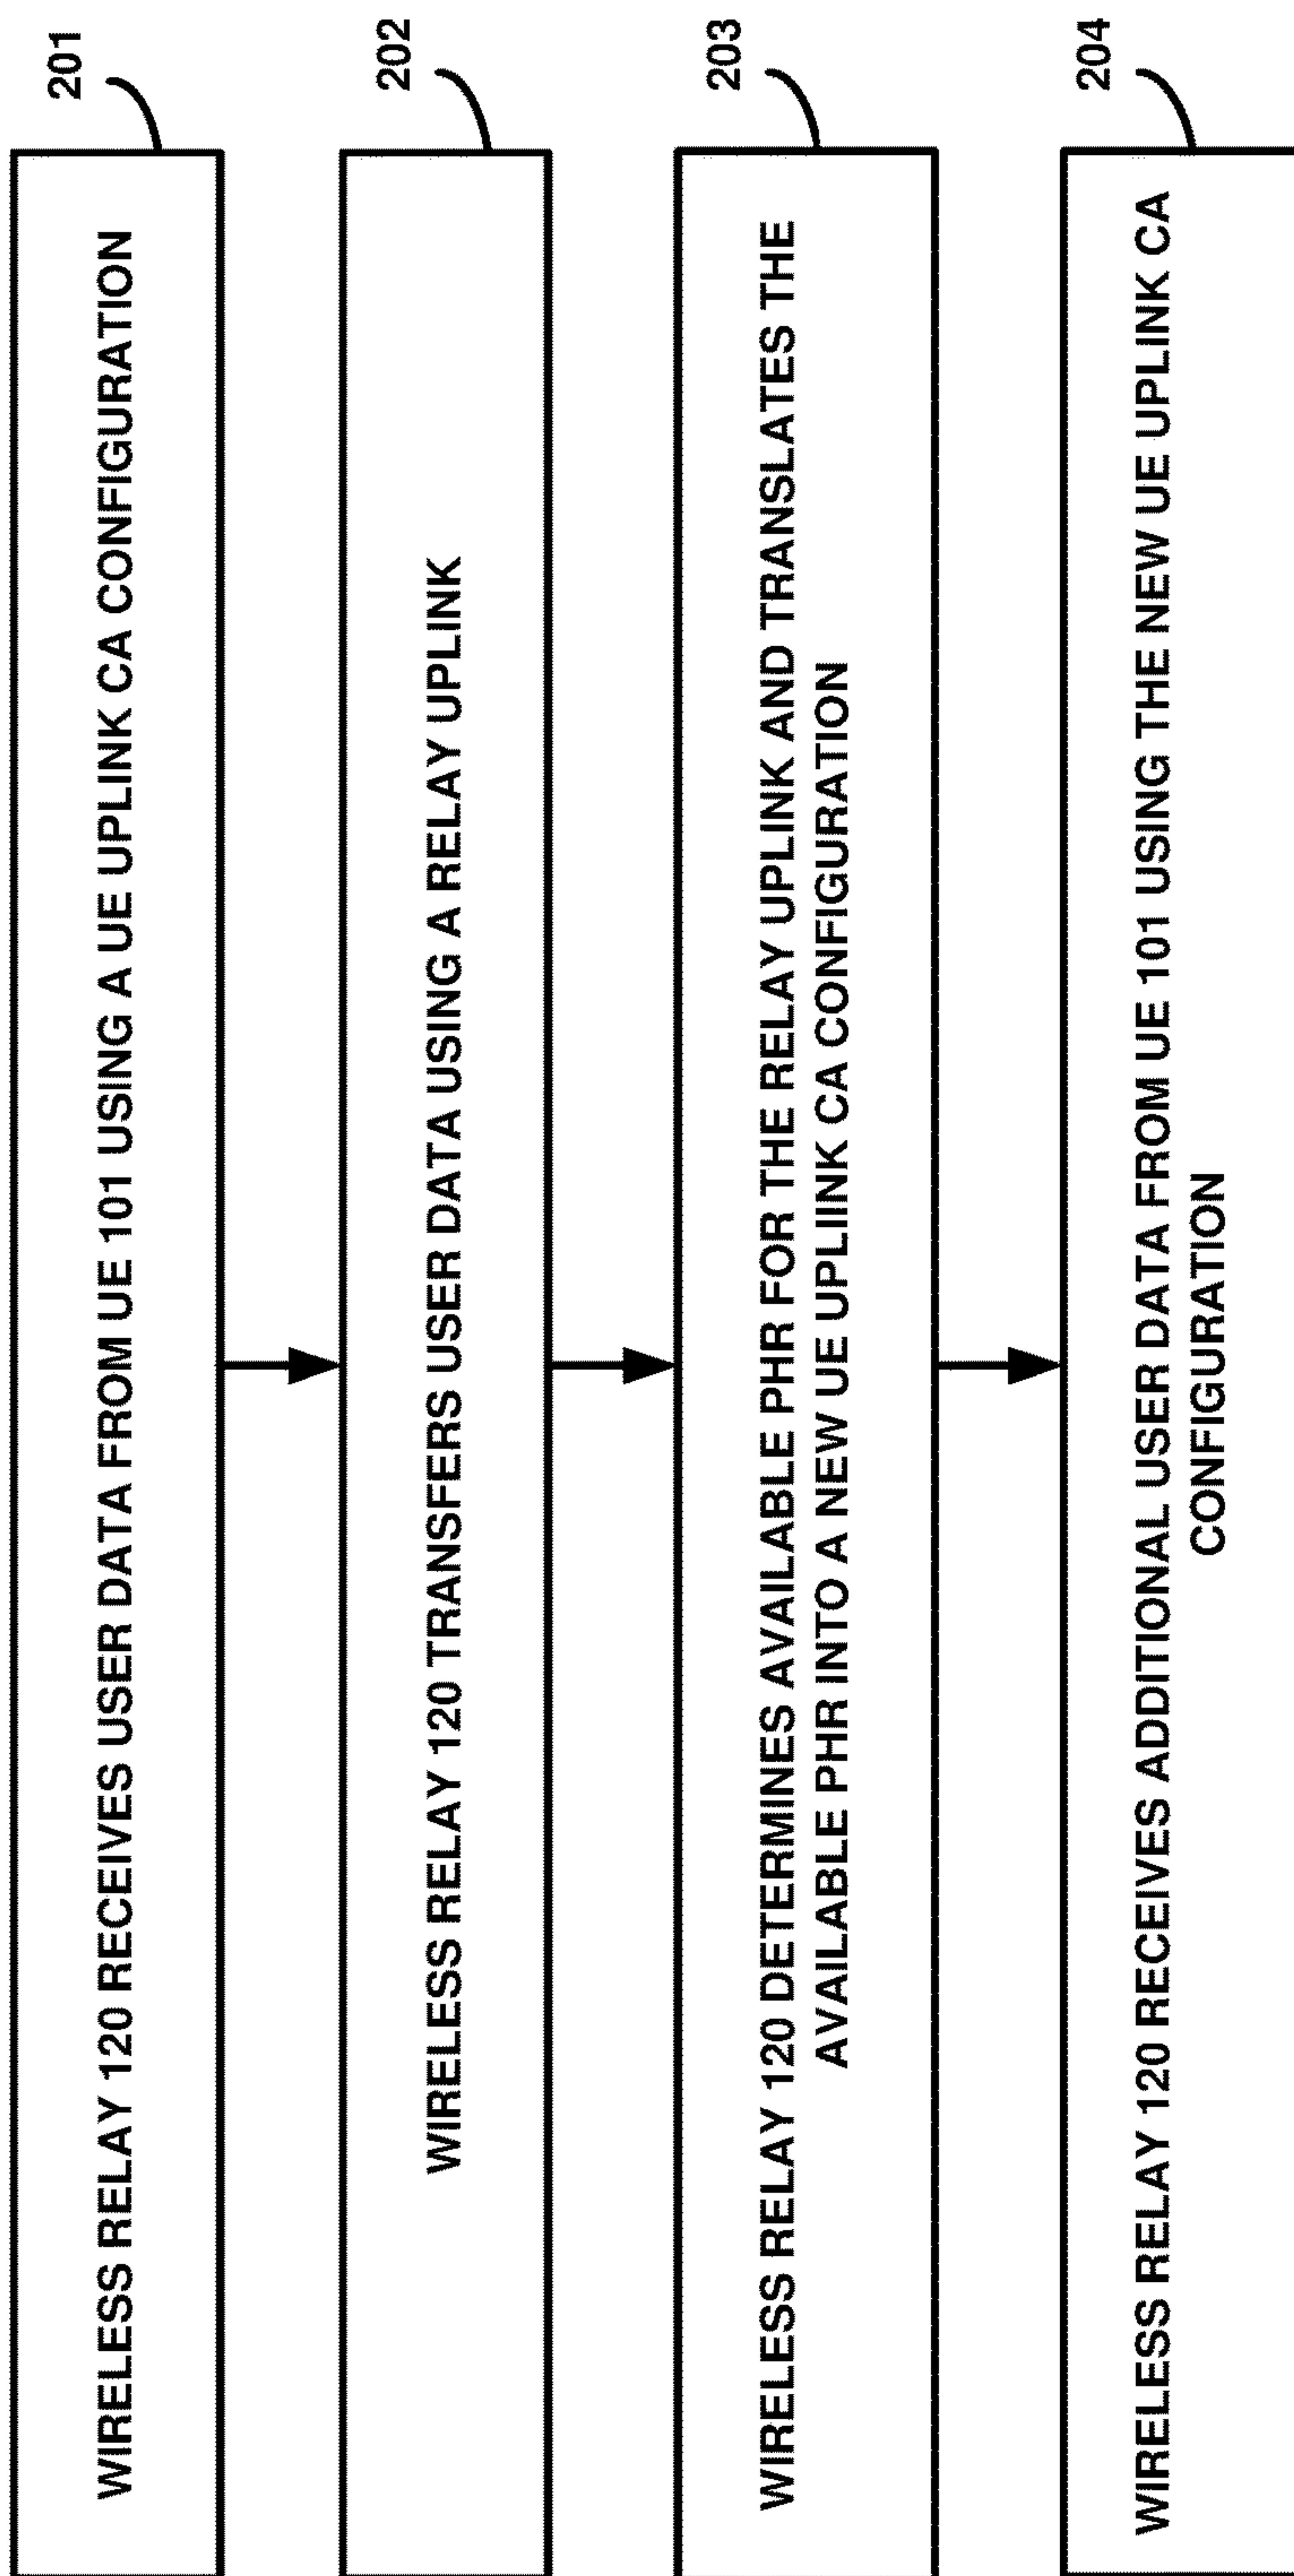 201
WIRELESS RELAY 120 RECEIVES USER DATA FROM UE 101 USING A UE UPLINK CA CONFIGURATION
202
WIRELESS RELAY 120 TRANSFERS USER DATA USING A RELAY UPLINK
203
WIRELESS RELAY 120 DETERMINES AVAILABLE PHR FOR THE RELAY UPLINK AND TRANSLATES THE
AVAILABLE PHR INTO A NEW UE UPLIINK CA CONFIGURATION
204
WIRELESS RELAY 120 RECEIVES ADDITIONAL USER DATA FROM UE 101 USING THE NEW UE UPLINK CA
CONFIGURATION